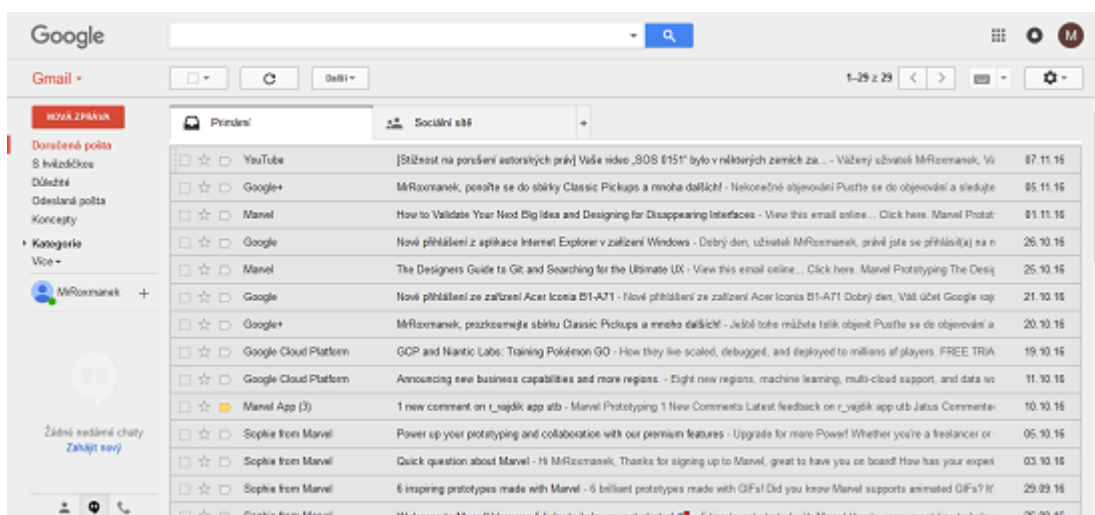 Google
M
Gmail
Další
1–29 z 29
NOVÁ ZPRÁVA
Primární
Sociální sítě
+
Doručená pošta
S hvězdičkou
Důležité
Odeslaná pošta
Koncepty
Kategorie
Více
MrRoxmanek +
Žádné nedávné chaty
Zahájit nový
YouTube [Stížnost na porušení autorských práv] Vaše video „SOS 0151“ bylo v některých zemích za... - Vážený uživateli MrRoxmanek, Va 07.11.16
Google+ MrRoxmanek, ponořte se do sbírky Classic Pickups a mnoha dalších! - Nekonečné objevování Pusťte se do objevování a sledujte 05.11.16
Marvel How to Validate Your Next Big Idea and Designing for Disappearing Interfaces - View this email online... Click here. Marvel Protot 01.11.16
Google Nové přihlášení z aplikace Internet Explorer v zařízení Windows - Dobrý den, uživateli MrRoxmanek, právě jste se přihlásil(a) na n 26.10.16
Marvel The Designers Guide to Git and Searching for the Ultimate UX - View this email online... Click here. Marvel Prototyping The Desig 25.10.16
Google Nové přihlášení ze zařízení Acer Iconia B1-A71 - Nové přihlášení ze zařízení Acer Iconia B1-A71 Dobrý den, Váš účet Google 21.10.16
Google+ MrRoxmanek, prozkoumejte sbírku Classic Pickups a mnoho dalších! - Ještě toho můžete tolik objevit Pusťte se do objevování a 20.10.16
Google Cloud Platform GCP and Niantic Labs: Training Pokémon GO - How they live scaled, debugged, and deployed to millions of players. FREE TRIA 19.10.16
Google Cloud Platform Announcing new business capabilities and more regions. - Eight new regions, machine learning, multi-cloud support, and data wa 11.10.16
Marvel App (3) 1 new comment on r_vajdik app utb - Marvel Prototyping 1 New Comments Latest feedback on r_vajdik app utb Jatus Commente 10.10.16
Sophie from Marvel Power up your prototyping and collaboration with our premium features - Upgrade for more Power! Whether you're a freelancer or 05.10.16
Sophie from Marvel Quick question about Marvel - Hi MrRoxmanek, Thanks for signing up to Marvel, great to have you on board! How has your experi 03.10.16
Sophie from Marvel 6 inspiring prototypes made with Marvel - 6 brilliant prototypes made with GIFs! Did you know Marvel supports animated GIFs? It' 29.09.16